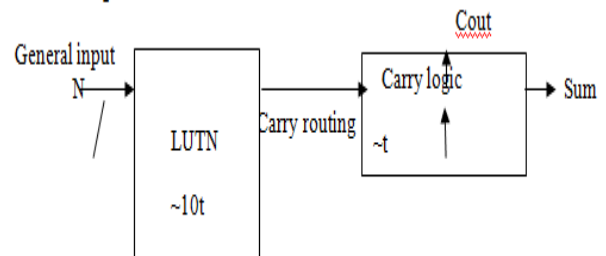 Cout
General input
N
Carry logic
Sum
Carry routing
LUTN
~t
~10t